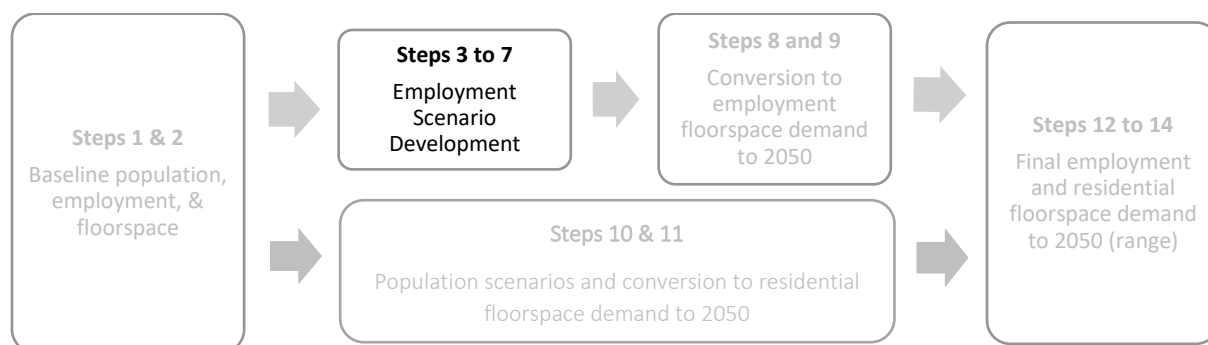 Steps 1 & 2
Baseline population,
employment, &
floorspace
Steps 3 to 7
Employment
Scenario
Development
Steps 8 and 9
Conversion to
employment
floorspace demand
to 2050
Steps 10 & 11
Population scenarios and conversion to residential
floorspace demand to 2050
Steps 12 to 14
Final employment
and residential
floorspace demand
to 2050 (range)